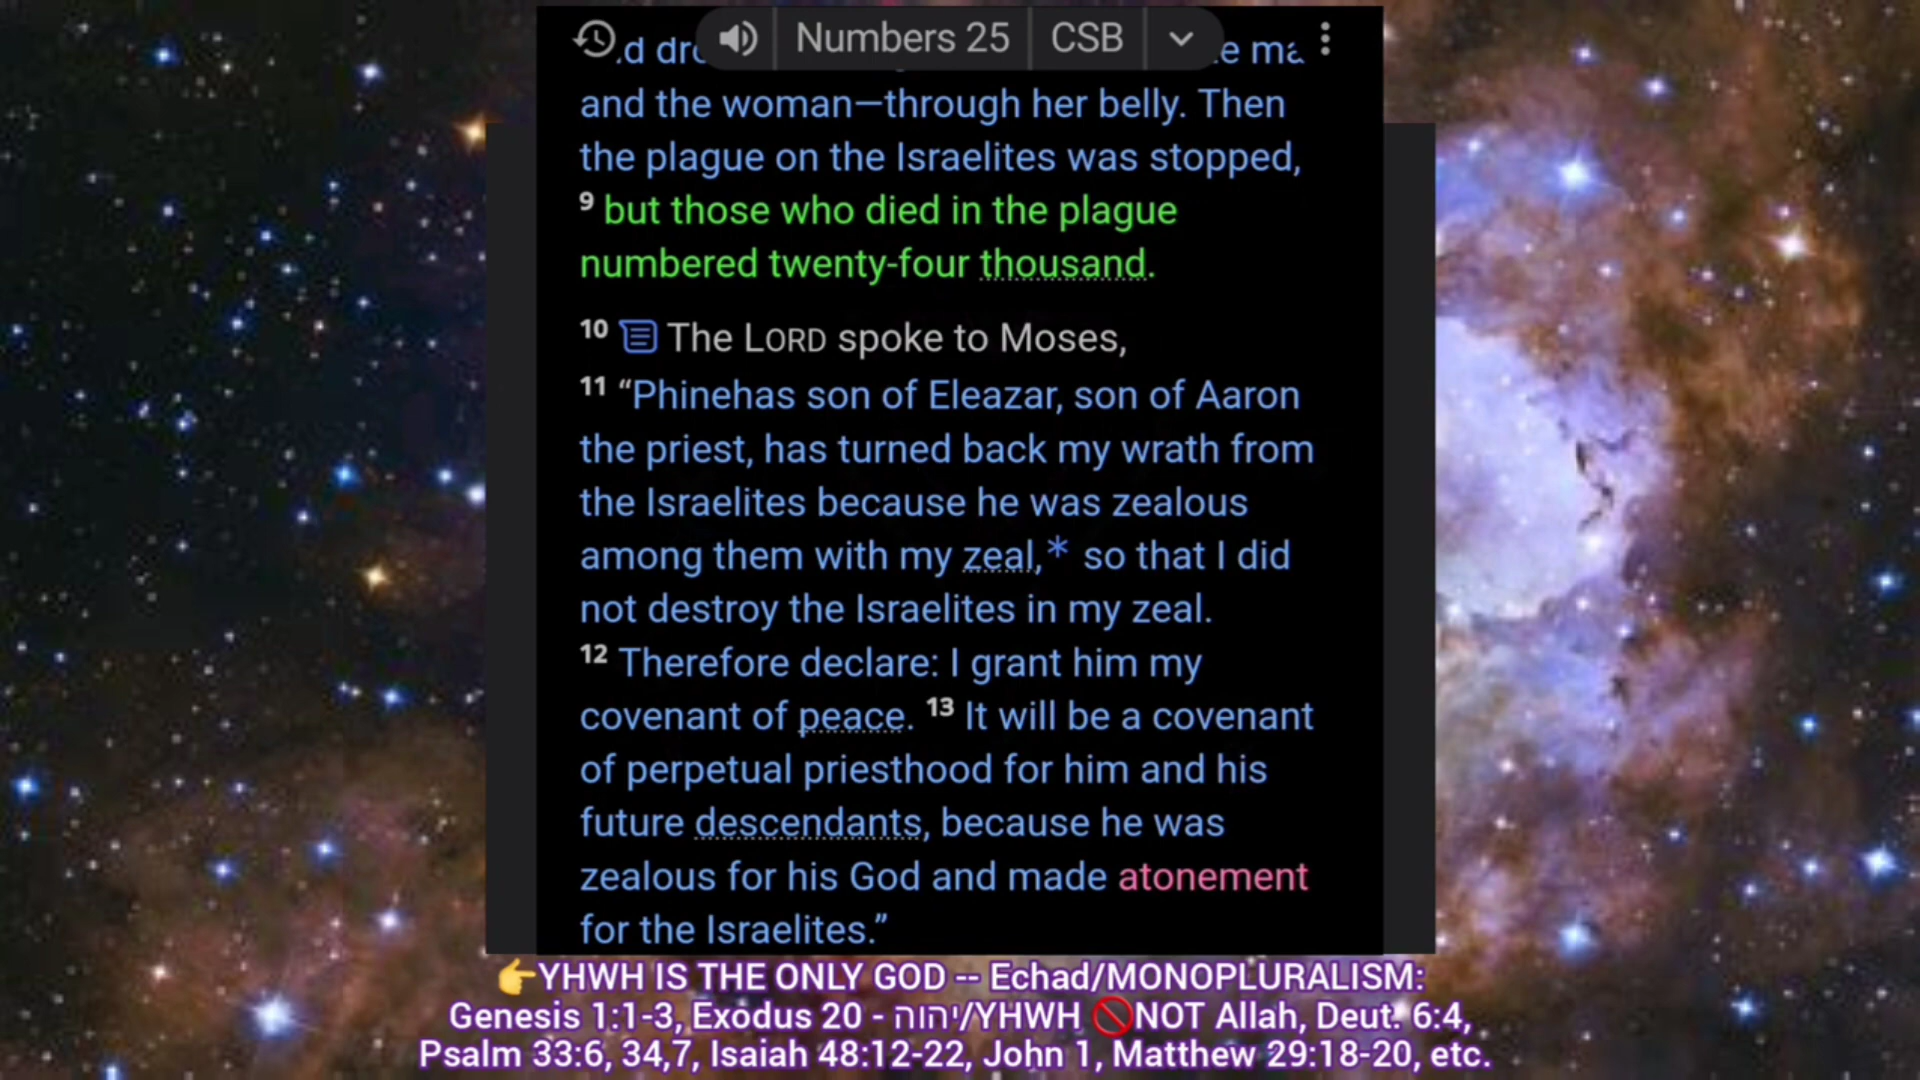 Numbers 25 CSB
and the woman—through her belly. Then
the plague on the Israelites was stopped,
9 but those who died in the plague
numbered twenty-four thousand.
10 The LORD spoke to Moses,
11 “Phinehas son of Eleazar, son of Aaron
the priest, has turned back my wrath from
the Israelites because he was zealous
among them with my zeal,* so that I did
not destroy the Israelites in my zeal.
12 Therefore declare: I grant him my
covenant of peace. 13 It will be a covenant
of perpetual priesthood for him and his
future descendants, because he was
zealous for his God and made atonement
for the Israelites.”
👉YHWH IS THE ONLY GOD -- Echad/MONOPLURALISM:
Genesis 1:1-3, Exodus 20 - יהוה/YHWH 🚫NOT Allah, Deut. 6:4,
Psalm 33:6, 34,7, Isaiah 48:12-22, John 1, Matthew 29:18-20, etc.